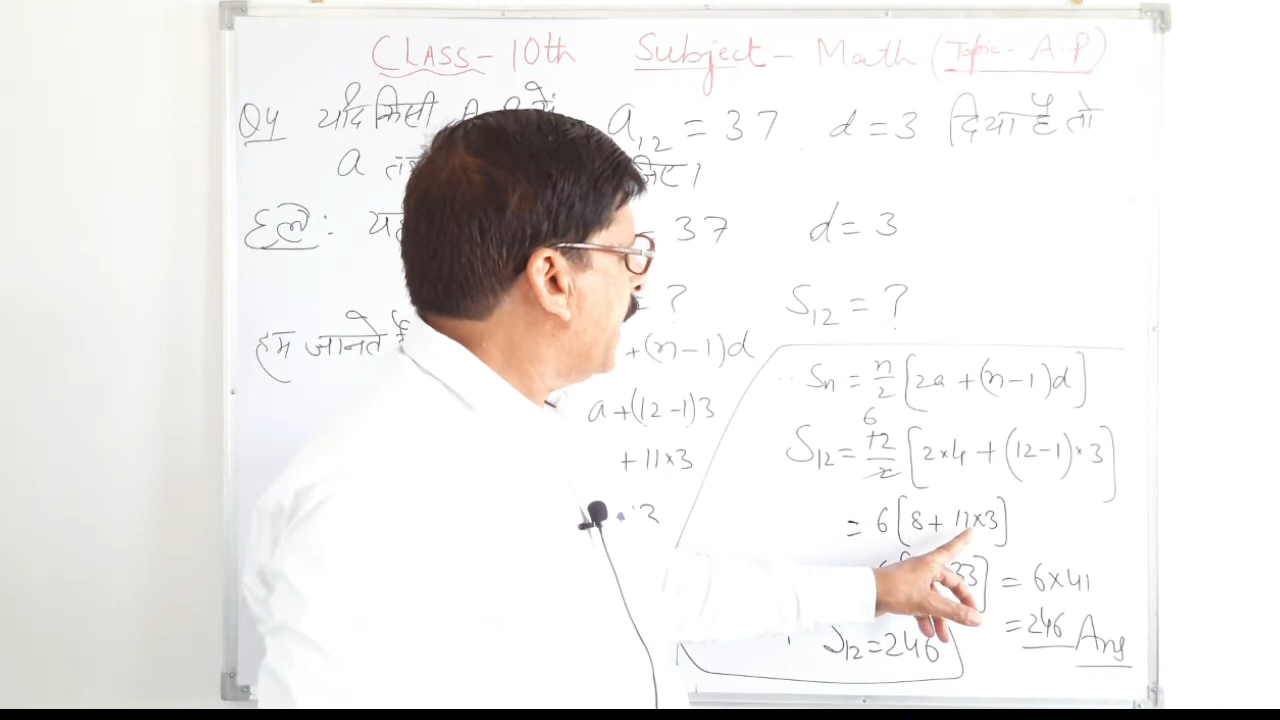 CLASS-10th Subject - Math (Topic - A.P)
Q4 यदि किसी a₁₂ = 37 d = 3 दिया है तो
a
हल: = 37 d = 3
= ? S₁₂ = ?
हम जानते हैं +(n-1)d
a+(12-1)3
+11×3
Sₙ = n/2 [2a+(n-1)d]
6
S₁₂ = 12/2 [2×4+(12-1)×3]
= 6[8+11×3]
33] = 6×41
= 246 Ans
S₁₂=246